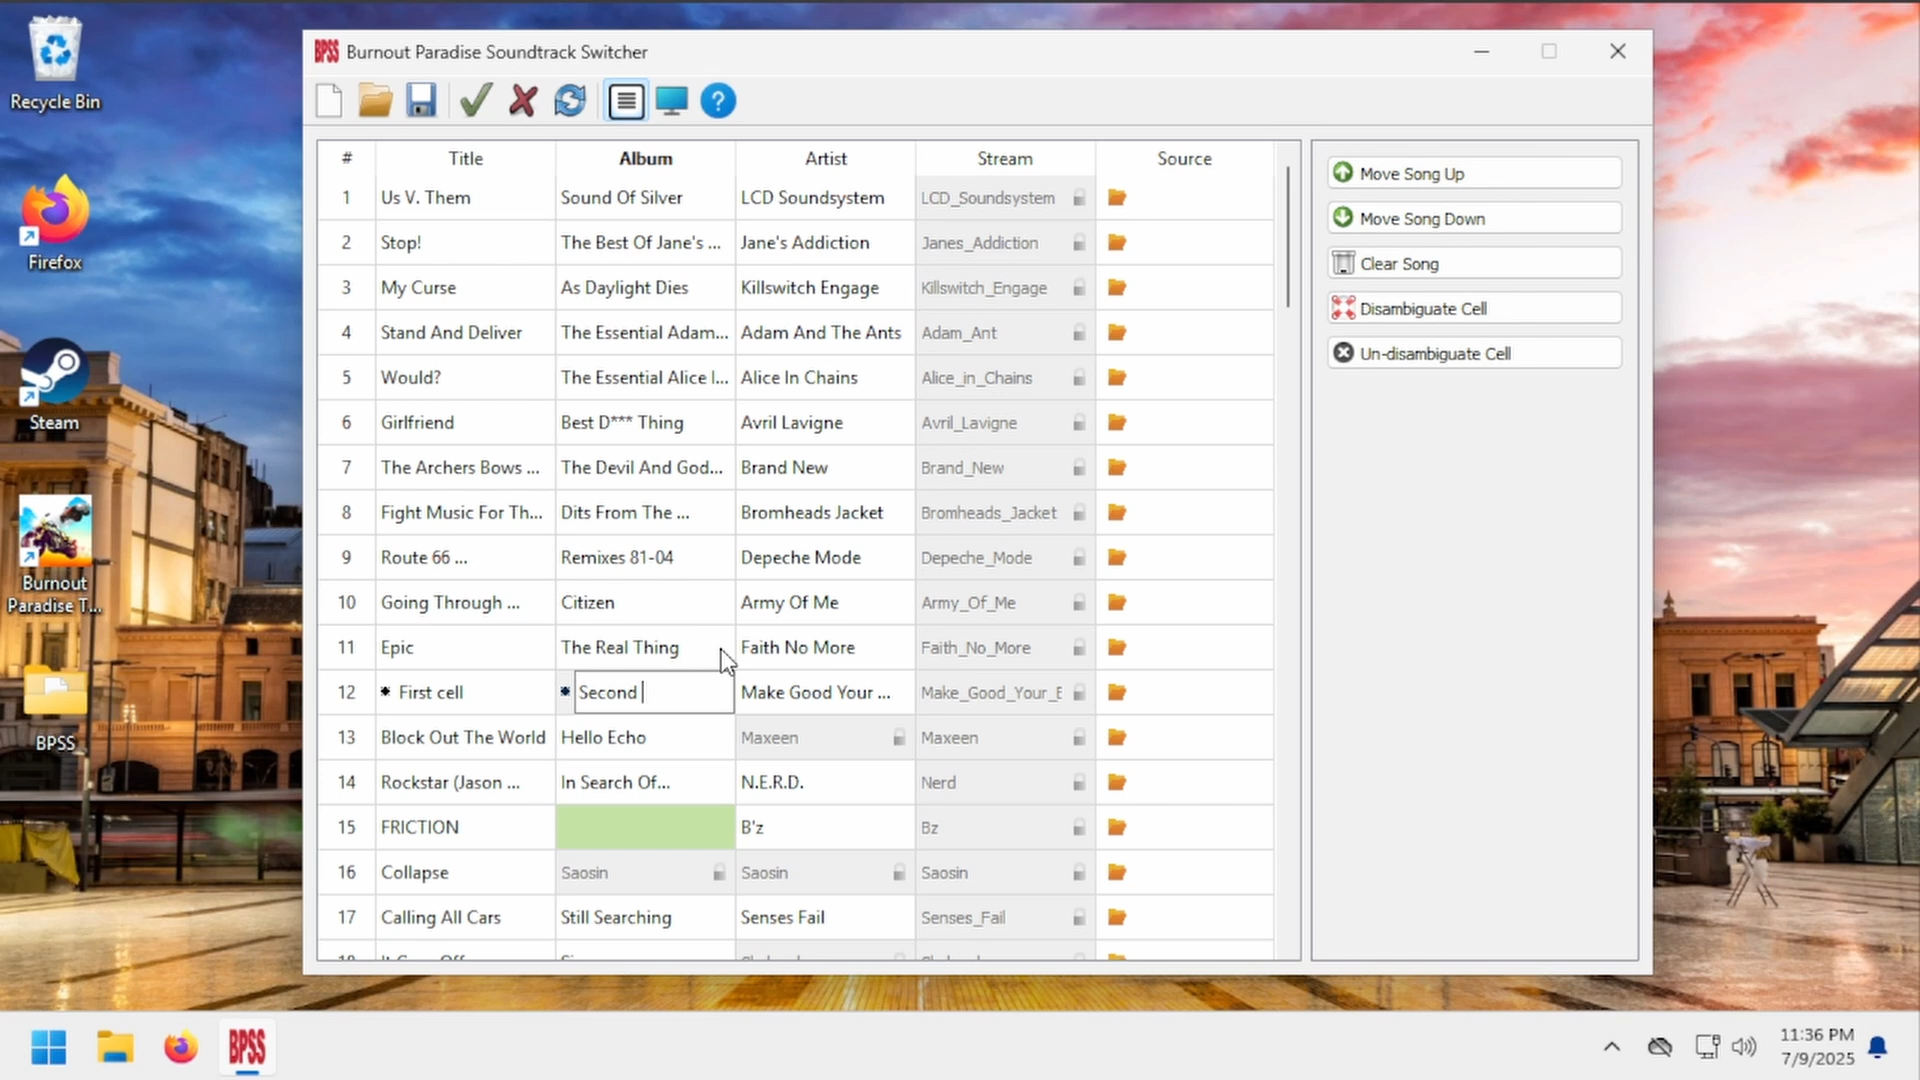 Recycle Bin
Firefox
Steam
Burnout
Paradise T...
BPSS
BPSS Burnout Paradise Soundtrack Switcher
?
# Title Album Artist Stream Source
1 Us V. Them Sound Of Silver LCD Soundsystem LCD_Soundsystem
2 Stop! The Best Of Jane's ... Jane's Addiction Janes_Addiction
3 My Curse As Daylight Dies Killswitch Engage Killswitch_Engage
4 Stand And Deliver The Essential Adam... Adam And The Ants Adam_Ant
5 Would? The Essential Alice I... Alice In Chains Alice_in_Chains
6 Girlfriend Best D*** Thing Avril Lavigne Avril_Lavigne
7 The Archers Bows ... The Devil And God... Brand New Brand_New
8 Fight Music For Th... Dits From The ... Bromheads Jacket Bromheads_Jacket
9 Route 66 ... Remixes 81-04 Depeche Mode Depeche_Mode
10 Going Through ... Citizen Army Of Me Army_Of_Me
11 Epic The Real Thing Faith No More Faith_No_More
12 * First cell * Second Make Good Your ... Make_Good_Your_E
13 Block Out The World Hello Echo Maxeen Maxeen
14 Rockstar (Jason ... In Search Of... N.E.R.D. Nerd
15 FRICTION B'z Bz
16 Collapse Saosin Saosin Saosin
17 Calling All Cars Still Searching Senses Fail Senses_Fail
Move Song Up
Move Song Down
Clear Song
Disambiguate Cell
Un-disambiguate Cell
BPSS
11:36 PM
7/9/2025